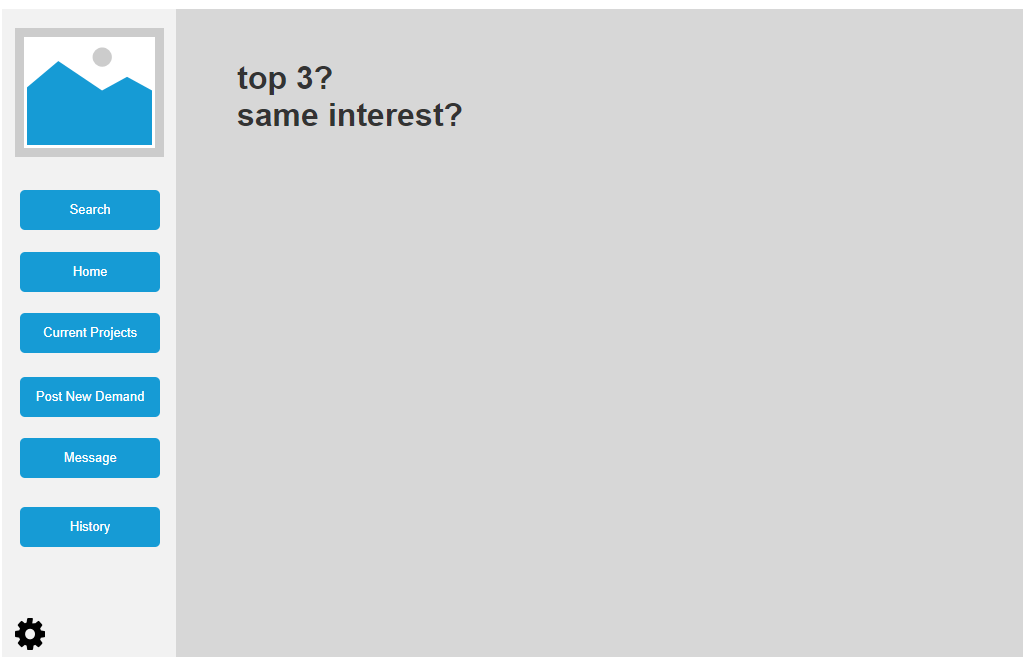 top 3?
same interest?
Search
Home
Current Projects
Post New Demand
Message
History